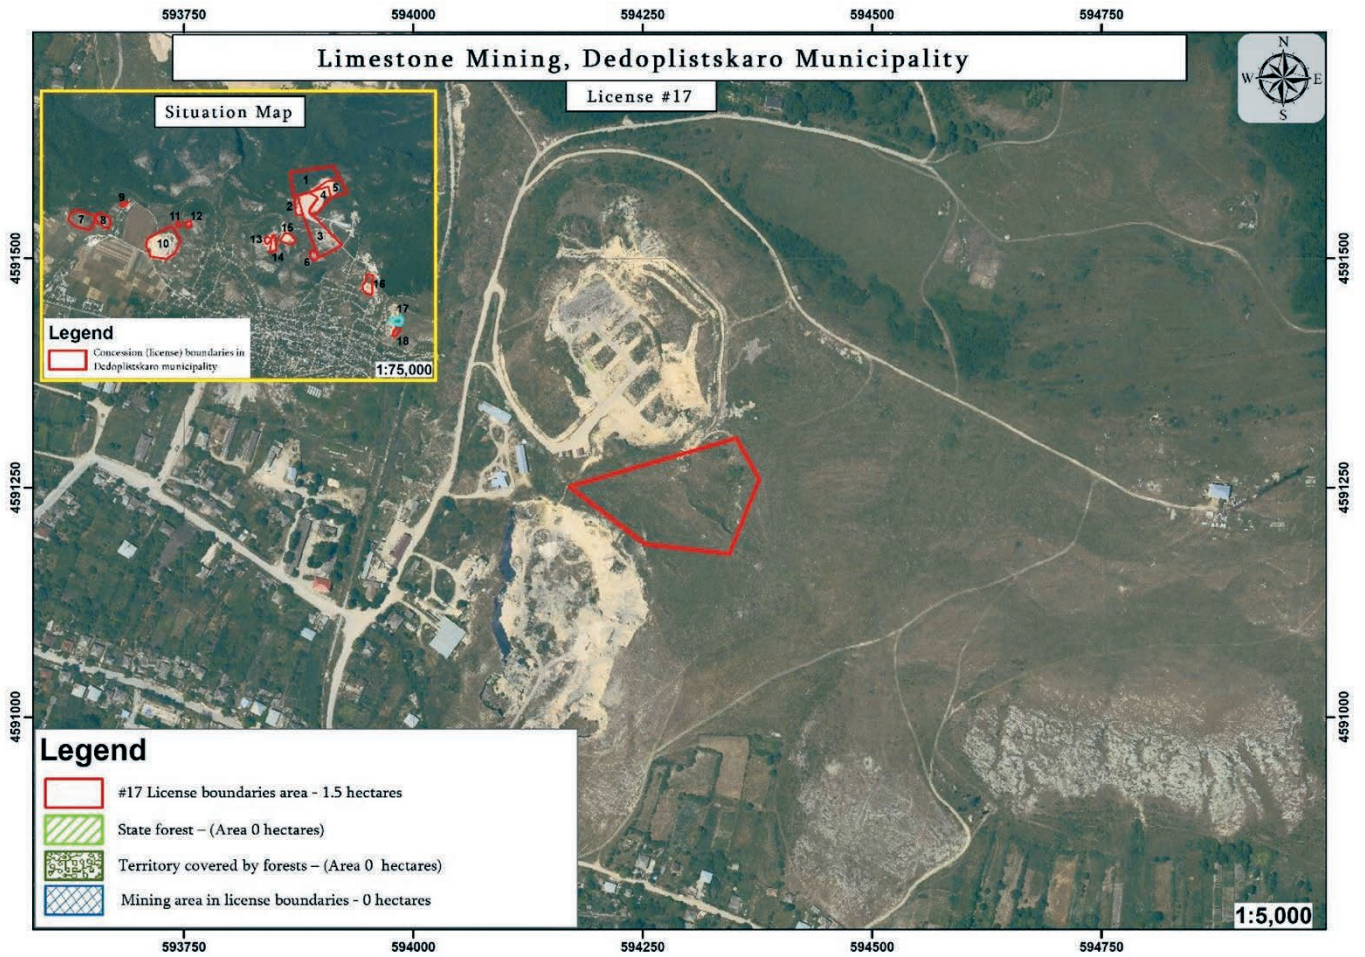 593750 594000 594250 594500 594750
Limestone Mining, Dedoplistskaro Municipality
License #17
N
W E
S
Situation Map
1
5
4
2
9
7 8
11 12
10
15
13
3
14
6
16
17
18
Legend
Concession (license) boundaries in
Dedoplistskaro municipality
1:75,000
4591500 4591500
4591250 4591250
4591000 4591000
Legend
#17 License boundaries area - 1.5 hectares
State forest – (Area 0 hectares)
Territory covered by forests – (Area 0 hectares)
Mining area in license boundaries - 0 hectares
1:5,000
593750 594000 594250 594500 594750